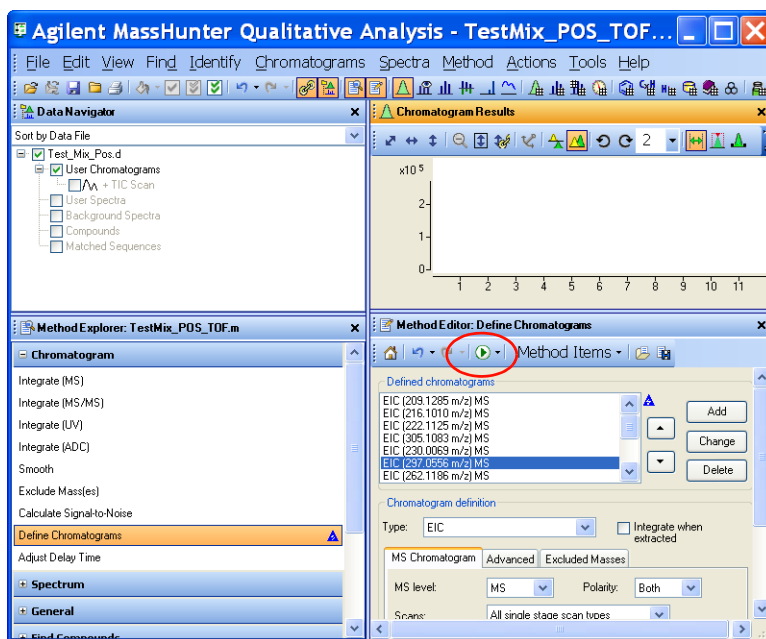 Agilent MassHunter Qualitative Analysis - TestMix_POS_TOF...
File Edit View Find Identify Chromatograms Spectra Method Actions Tools Help
Data Navigator
Sort by Data File
Test_Mix_Pos.d
User Chromatograms
+ TIC Scan
User Spectra
Background Spectra
Compounds
Matched Sequences
Chromatogram Results
2
x10 5
2-
1-
0-
1 2 3 4 5 6 7 8 9 10 11
Method Explorer: TestMix_POS_TOF.m
Chromatogram
Integrate (MS)
Integrate (MS/MS)
Integrate (UV)
Integrate (ADC)
Smooth
Exclude Mass(es)
Calculate Signal-to-Noise
Define Chromatograms
Adjust Delay Time
Spectrum
General
Find Compounds
Method Editor: Define Chromatograms
Method Items
Defined chromatograms
EIC (209.1285 m/z) MS
EIC (216.1010 m/z) MS
EIC (222.1125 m/z) MS
EIC (305.1083 m/z) MS
EIC (230.0069 m/z) MS
EIC (297.0556 m/z) MS
EIC (262.1186 m/z) MS
Add
Change
Delete
Chromatogram definition
Type: EIC
Integrate when
extracted
MS Chromatogram Advanced Excluded Masses
MS level: MS Polarity: Both
Scans: All single stage scan types